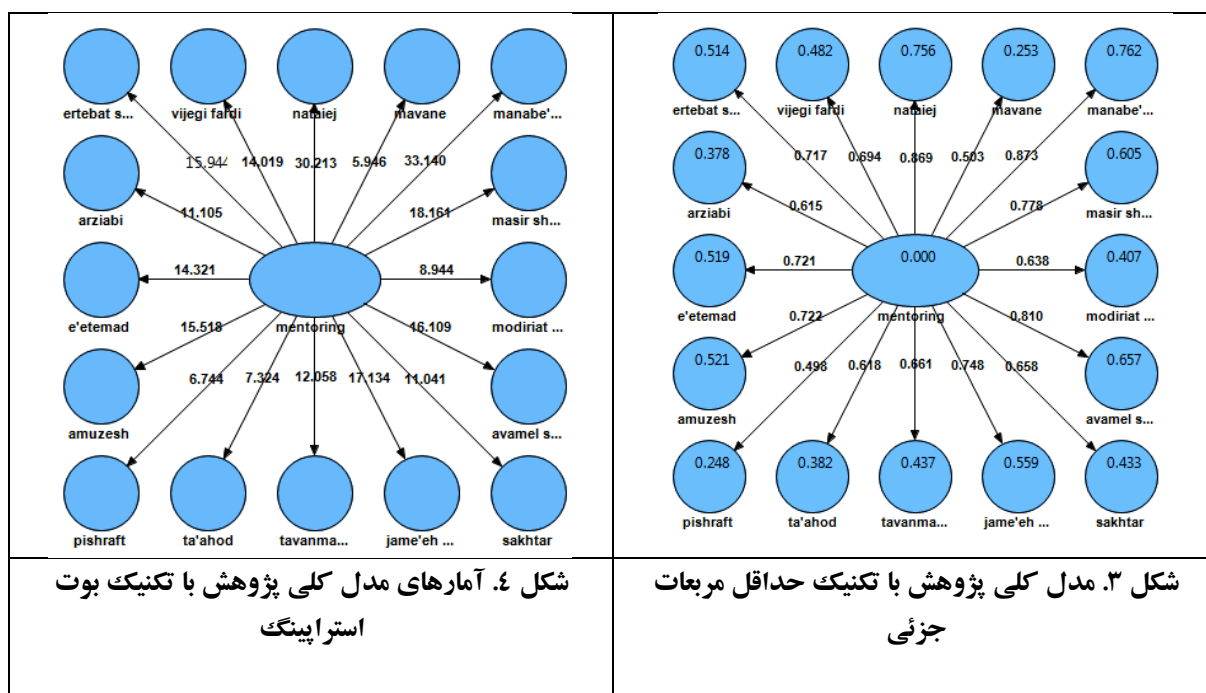 ertebat s... vijegi fardi nataiej mavane manabe'...
15.944 14.019 30.213 5.946 33.140
arziabi 11.105 18.161 masir sh...
14.321 8.944
e'etemad mentoring modiriat ...
15.518 16.109
amuzesh 6.744 7.324 12.058 17.134 11.041 avamel s...
pishraft ta'ahod tavanma... jame'eh ... sakhtar
0.514 0.482 0.756 0.253 0.762
ertebat s... vijegi fardi nataiej mavane manabe'...
0.717 0.694 0.869 0.503 0.873
0.378 0.605
arziabi 0.615 0.778 masir sh...
0.519 0.721 0.000 0.638 0.407
e'etemad mentoring modiriat ...
0.722 0.810
0.521 0.657
amuzesh 0.498 0.618 0.661 0.748 0.658 avamel s...
0.248 0.382 0.437 0.559 0.433
pishraft ta'ahod tavanma... jame'eh ... sakhtar
شکل ۳. مدل کلی پژوهش با تکنیک حداقل مربعات
جزئی
شکل ٤. آمارهای مدل کلی پژوهش با تکنیک بوت
استراپینگ